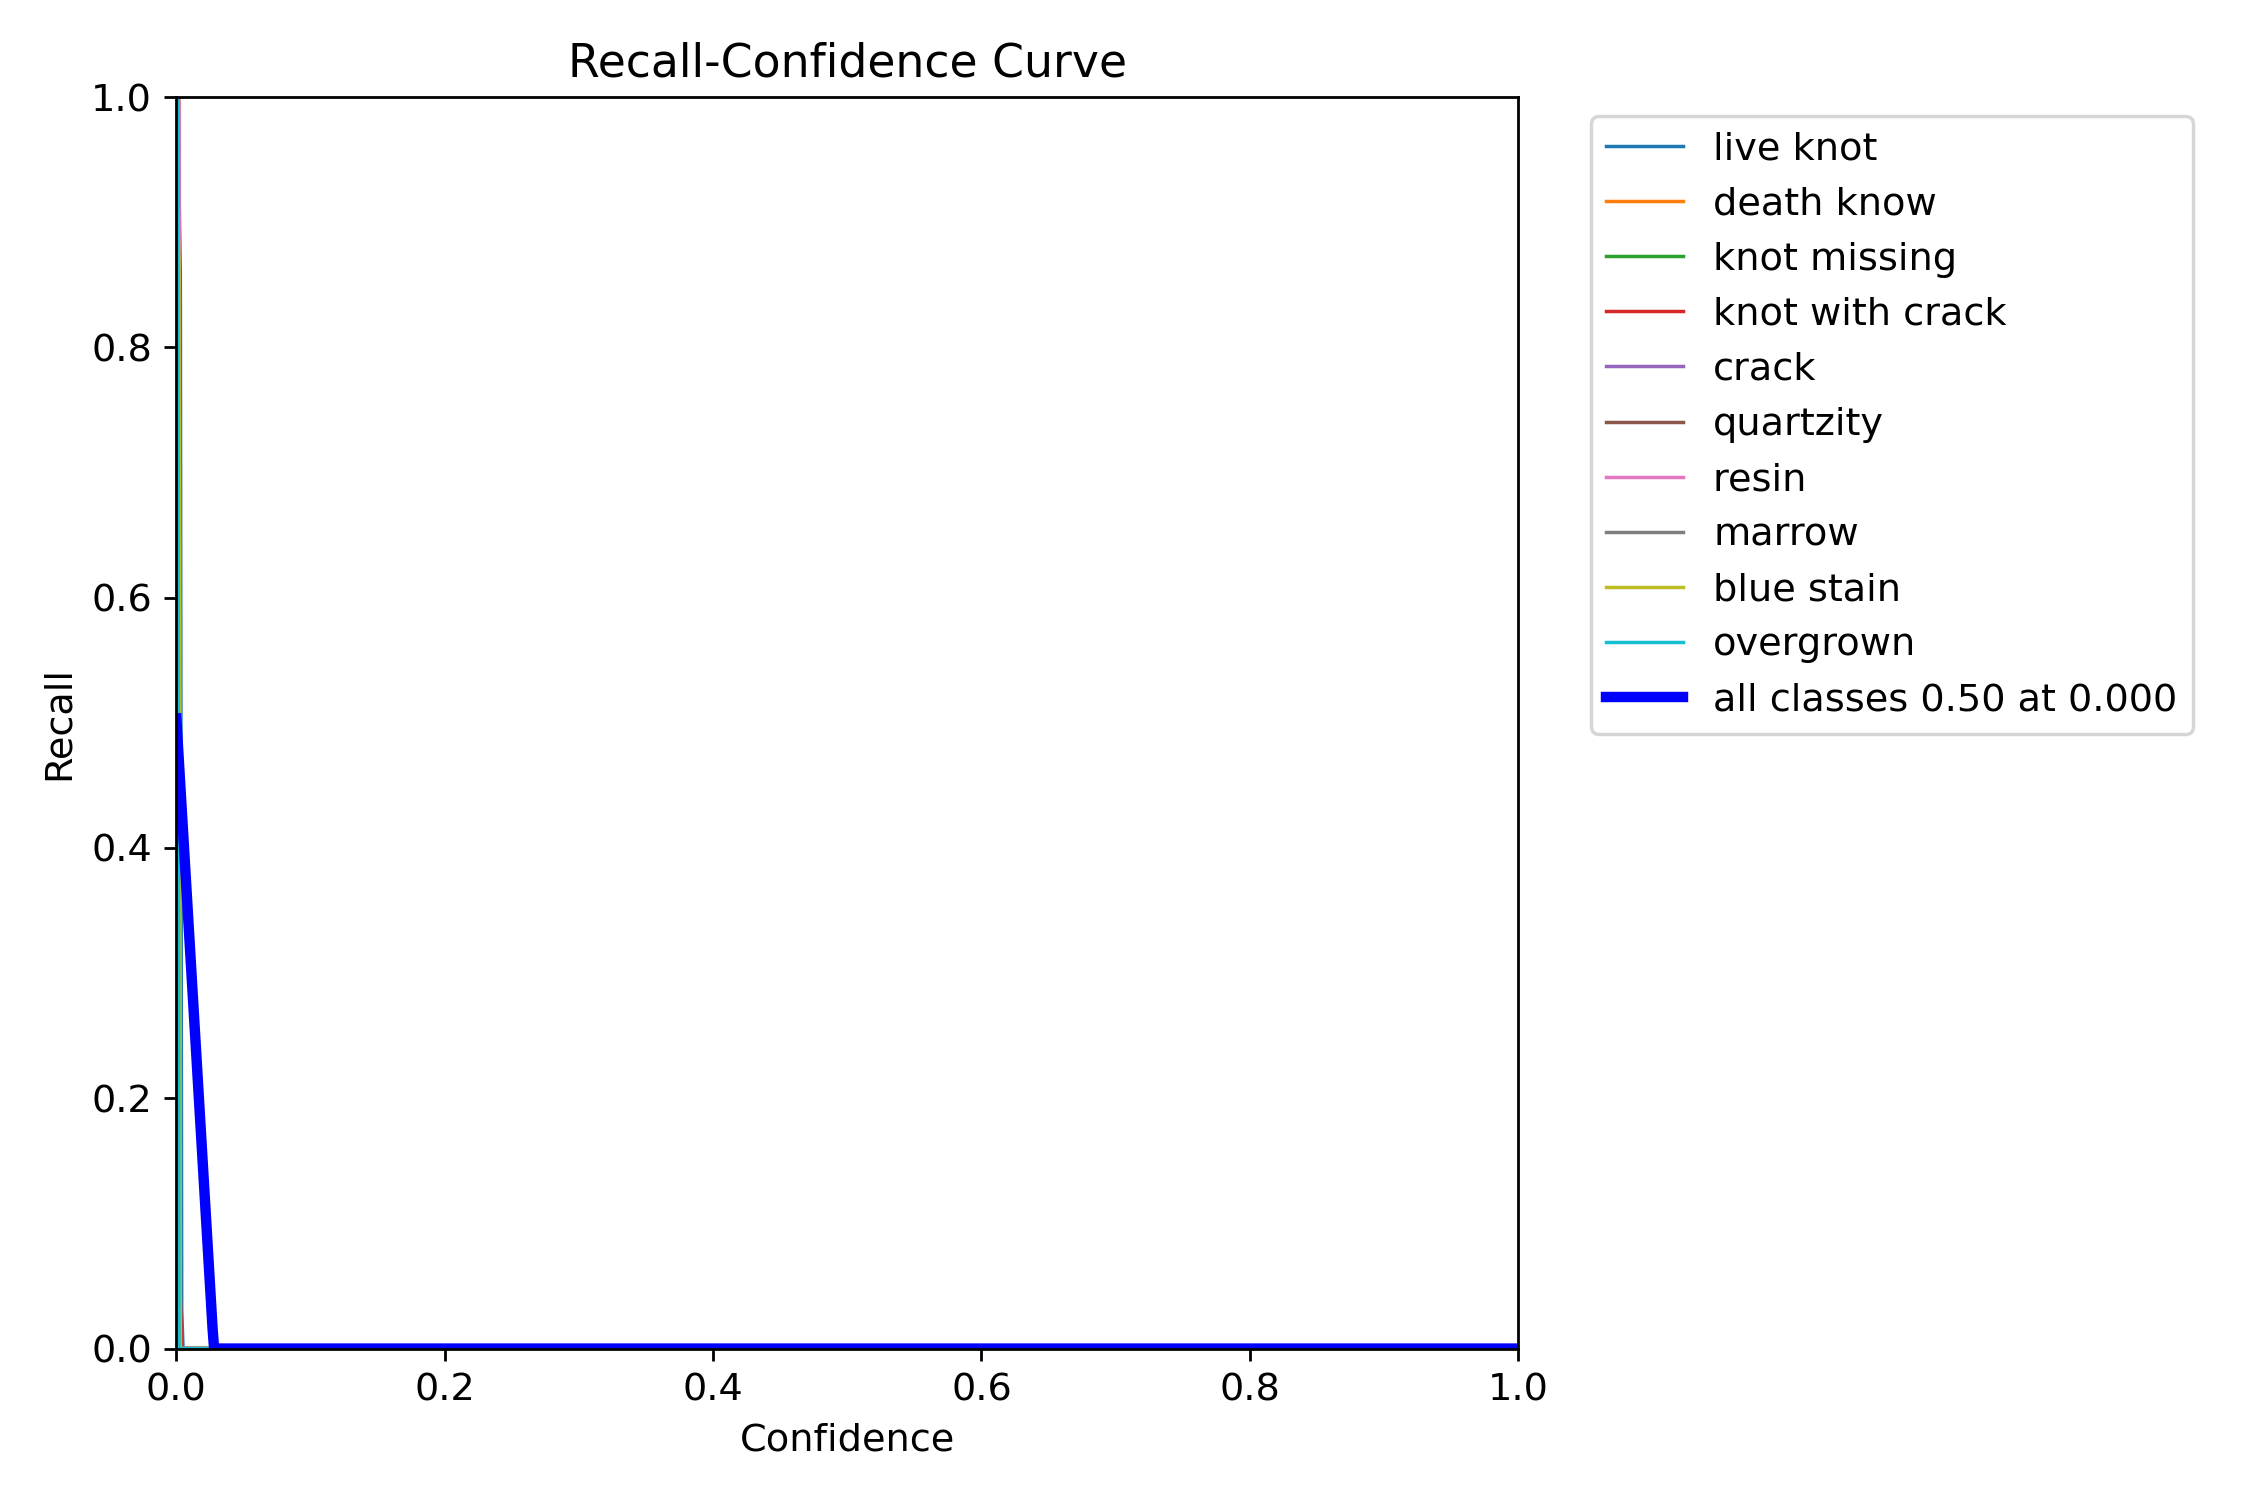 Recall-Confidence Curve
1.0
0.8
0.6
0.4
0.2
0.0
Recall
0.0 0.2 0.4 0.6 0.8 1.0
Confidence
live knot
death know
knot missing
knot with crack
crack
quartzity
resin
marrow
blue stain
overgrown
all classes 0.50 at 0.000